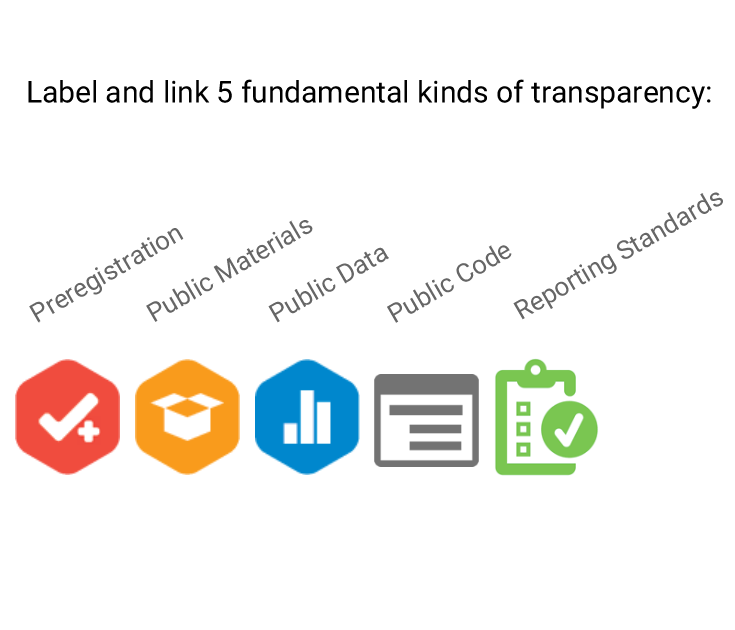 Label and link 5 fundamental kinds of transparency:
Preregistration
Public Materials
Public Data
Public Code
Reporting Standards